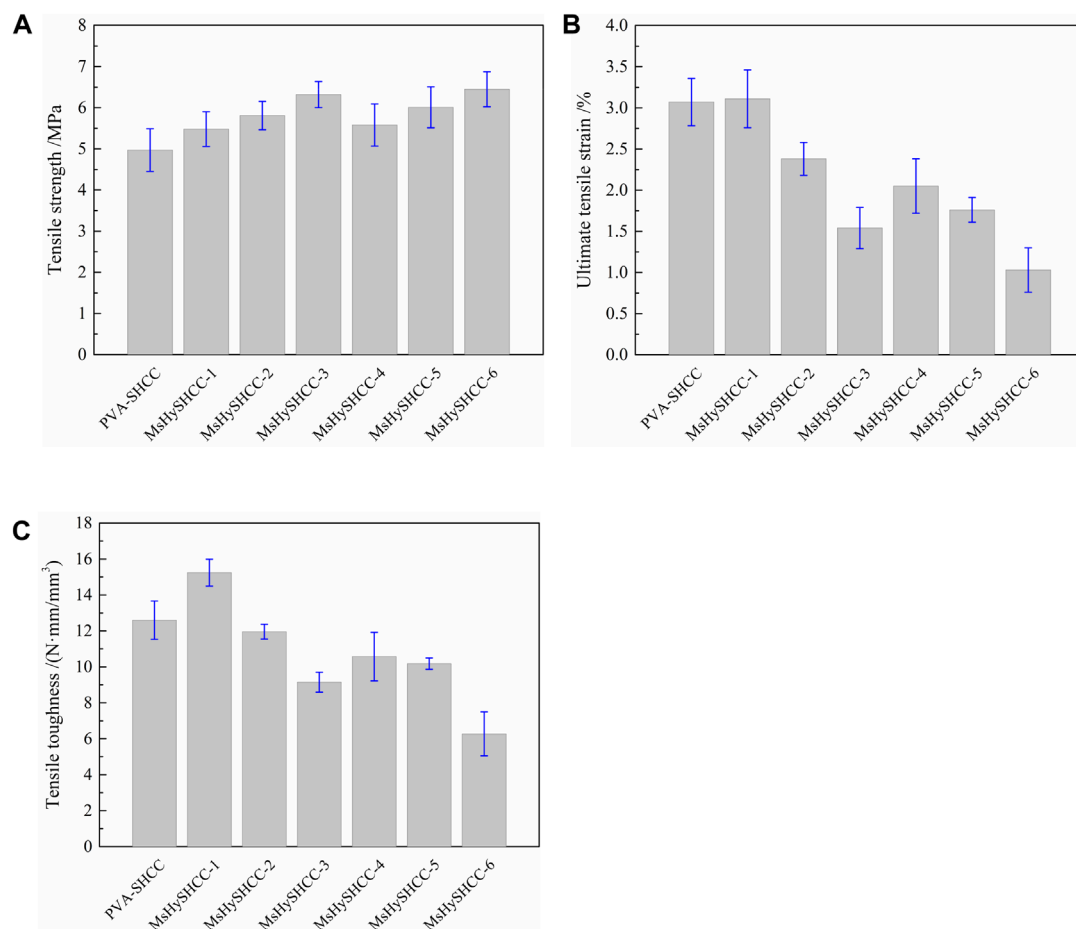 A
Tensile strength /MPa
8
7
6
5
4
3
2
1
0
PVA-SHCC
MsHySHCC-1
MsHySHCC-2
MsHySHCC-3
MsHySHCC-4
MsHySHCC-5
MsHySHCC-6
B
Ultimate tensile strain /%
4.0
3.5
3.0
2.5
2.0
1.5
1.0
0.5
0.0
PVA-SHCC
MsHySHCC-1
MsHySHCC-2
MsHySHCC-3
MsHySHCC-4
MsHySHCC-5
MsHySHCC-6
C
Tensile toughness /(N·mm/mm³)
18
16
14
12
10
8
6
4
2
0
PVA-SHCC
MsHySHCC-1
MsHySHCC-2
MsHySHCC-3
MsHySHCC-4
MsHySHCC-5
MsHySHCC-6